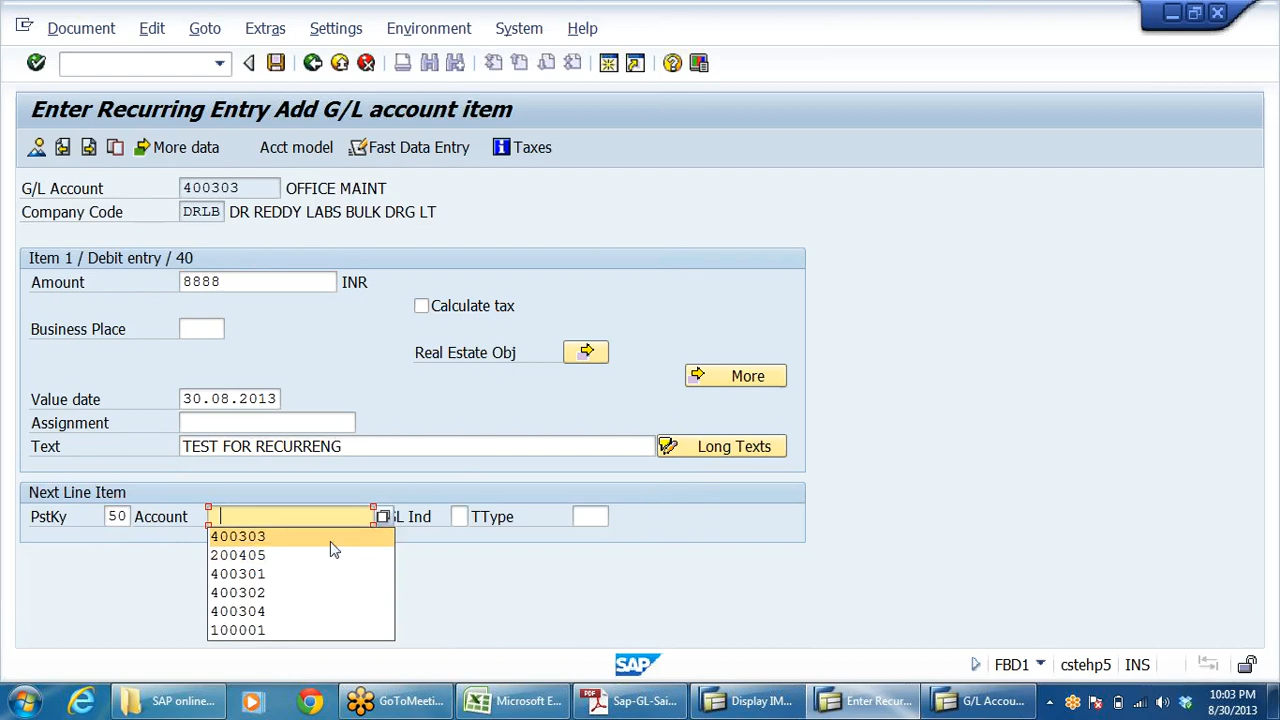 Document Edit Goto Extras Settings Environment System Help
Enter Recurring Entry Add G/L account item
More data Acct model Fast Data Entry Taxes
G/L Account 400303 OFFICE MAINT
Company Code DRLB DR REDDY LABS BULK DRG LT
Item 1 / Debit entry / 40
Amount 8888 INR
Calculate tax
Business Place
Real Estate Obj
More
Value date 30.08.2013
Assignment
Text TEST FOR RECURRENG Long Texts
Next Line Item
PstKy 50 Account GL Ind TType
400303
200405
400301
400302
400304
100001
SAP FBD1 cstehp5 INS
SAP online... GoToMeeti... Microsoft E... Sap-GL-Sai... Display IM... Enter Recur... G/L Accou... 10:03 PM
8/30/2013